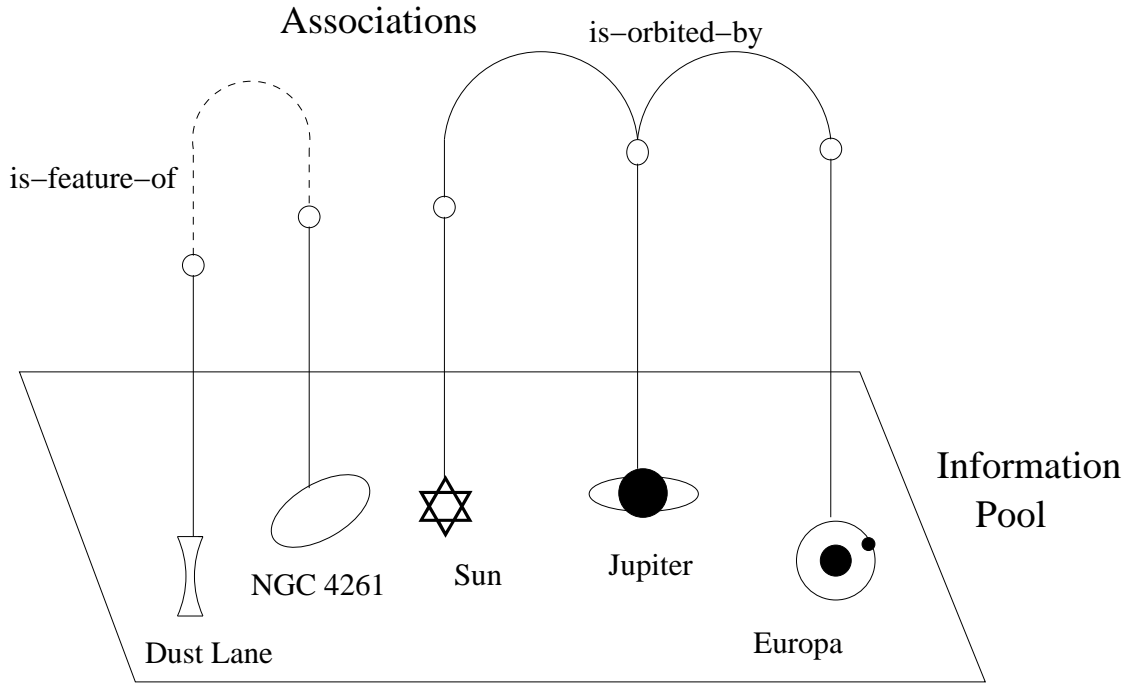 Associations
is−orbited−by
is−feature−of
Information
Pool
NGC 4261
Sun
Jupiter
Dust Lane
Europa